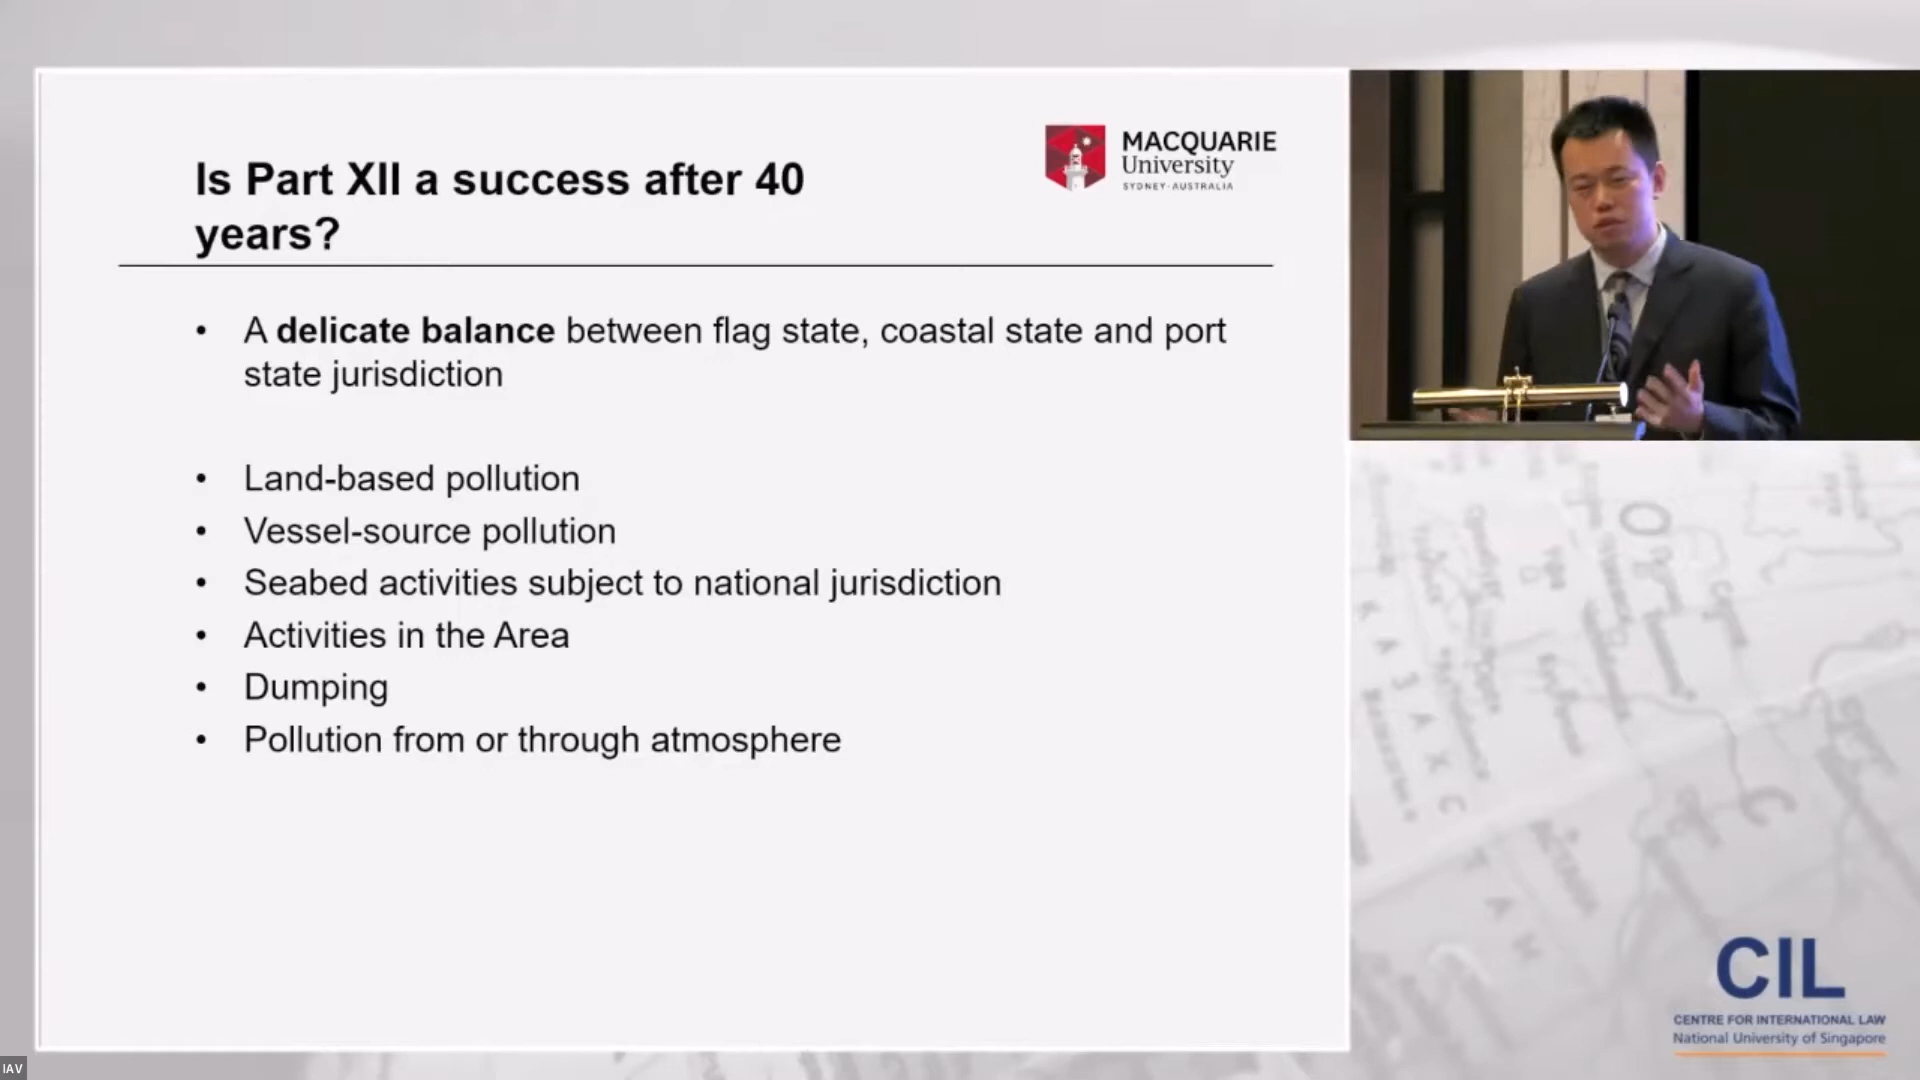 Is Part XII a success after 40
years?
MACQUARIE
University
SYDNEY·AUSTRALIA
• A delicate balance between flag state, coastal state and port
state jurisdiction
• Land-based pollution
• Vessel-source pollution
• Seabed activities subject to national jurisdiction
• Activities in the Area
• Dumping
• Pollution from or through atmosphere
CIL
CENTRE FOR INTERNATIONAL LAW
National University of Singapore
IAV